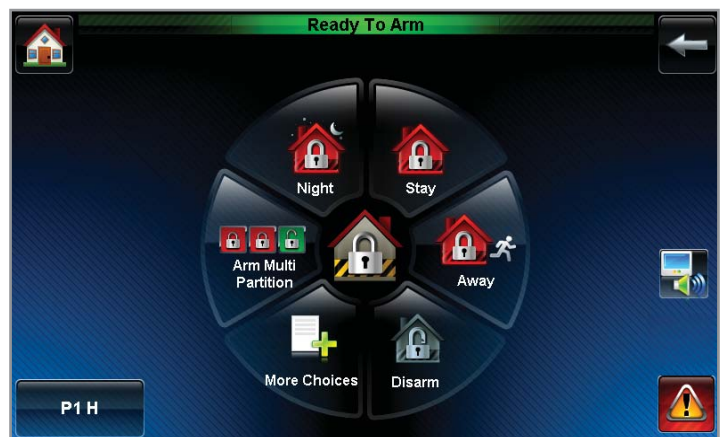 Ready To Arm
Night
Stay
Arm Multi
Partition
Away
More Choices
Disarm
P1 H